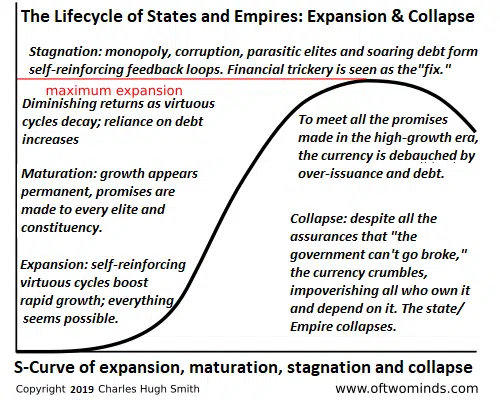 The Lifecycle of States and Empires: Expansion & Collapse
Stagnation: monopoly, corruption, parasitic elites and soaring debt form
self-reinforcing feedback loops. Financial trickery is seen as the"fix."
maximum expansion
Diminishing returns as virtuous
cycles decay; reliance on debt
increases
Maturation: growth appears
permanent, promises are
made to every elite and
constituency.
Expansion: self-reinforcing
virtuous cycles boost
rapid growth; everything
seems possible.
To meet all the promises
made in the high-growth era,
the currency is debauched by
over-issuance and debt.
Collapse: despite all the
assurances that "the
government can't go broke,"
the currency crumbles,
impoverishing all who own it
and depend on it. The state/
Empire collapses.
S-Curve of expansion, maturation, stagnation and collapse
Copyright 2019 Charles Hugh Smith
www.oftwominds.com